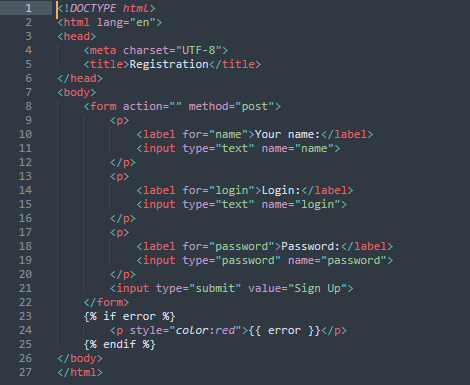 1 <!DOCTYPE html>
2 <html lang="en">
3 <head>
4 <meta charset="UTF-8">
5 <title>Registration</title>
6 </head>
7 <body>
8 <form action="" method="post">
9 <p>
10 <label for="name">Your name:</label>
11 <input type="text" name="name">
12 </p>
13 <p>
14 <label for="login">Login:</label>
15 <input type="text" name="login">
16 </p>
17 <p>
18 <label for="password">Password:</label>
19 <input type="password" name="password">
20 </p>
21 <input type="submit" value="Sign Up">
22 </form>
23 {% if error %}
24 <p style="color:red">{{ error }}</p>
25 {% endif %}
26 </body>
27 </html>